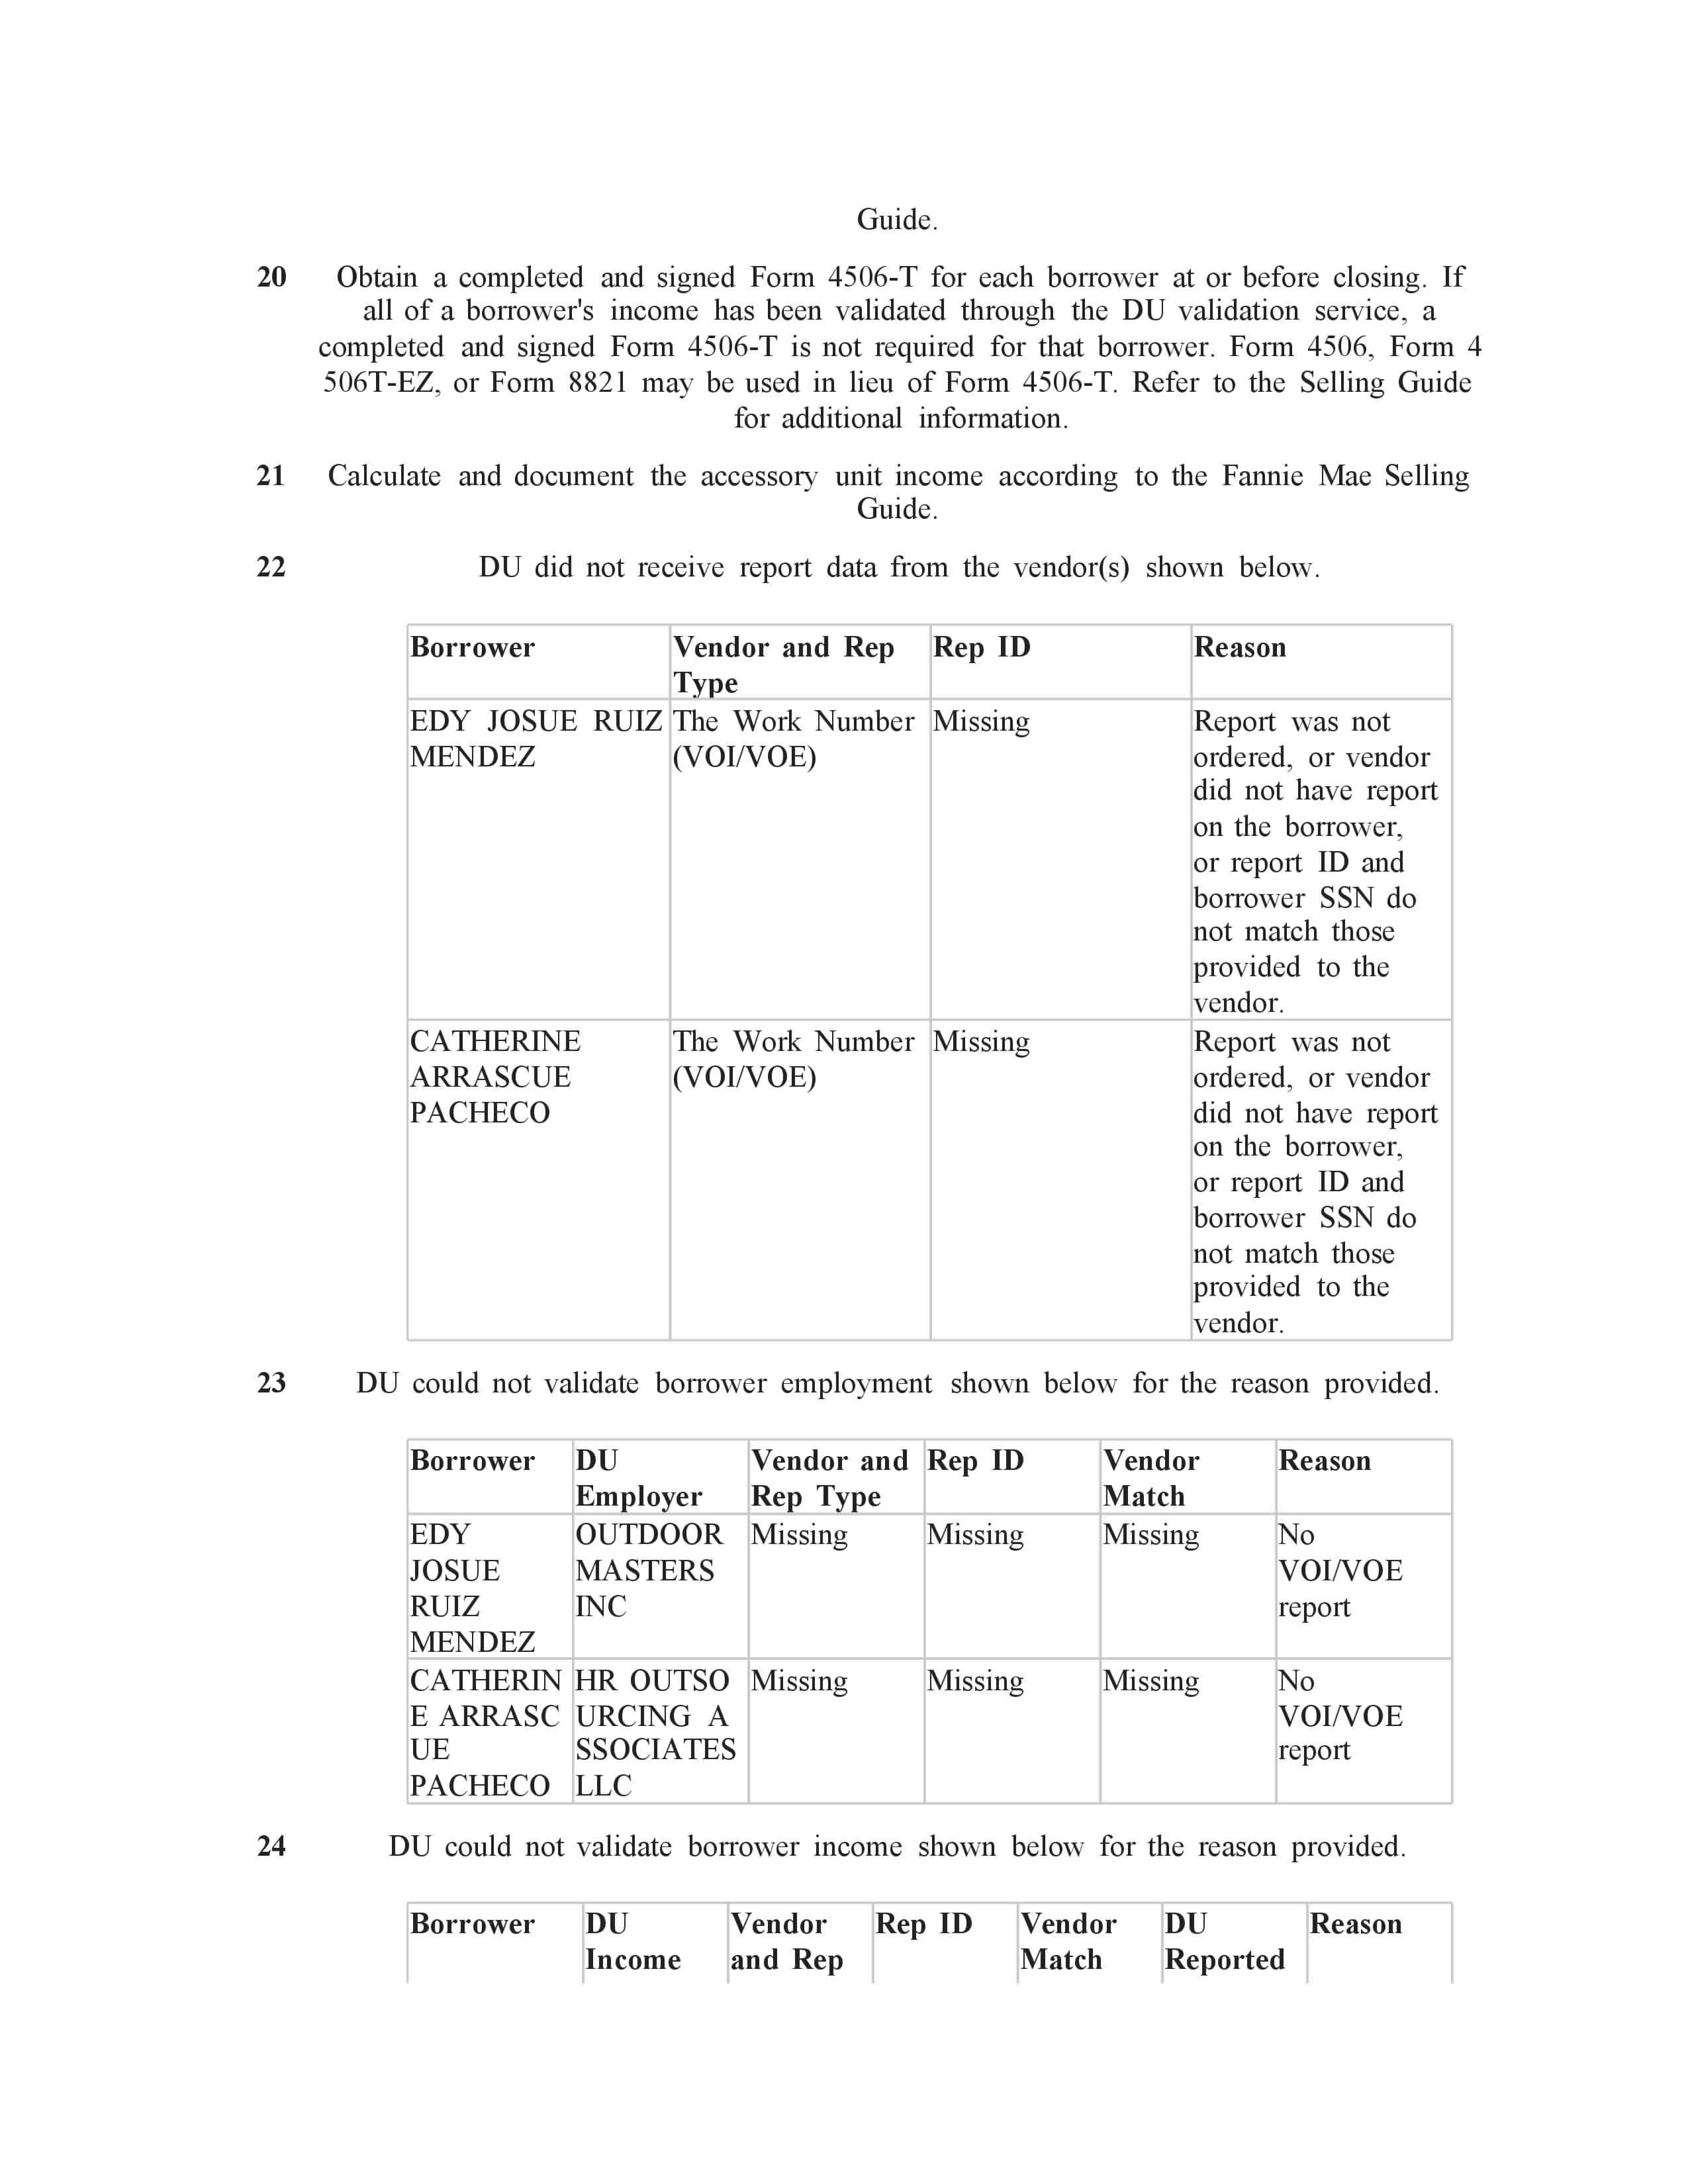 Guide.
20 Obtain a completed and signed Form 4506-T for each borrower at or before closing. If
all of a borrower's income has been validated through the DU validation service, a
completed and signed Form 4506-T is not required for that borrower. Form 4506, Form 4
506T-EZ, or Form 8821 may be used in lieu of Form 4506-T. Refer to the Selling Guide
for additional information.
21 Calculate and document the accessory unit income according to the Fannie Mae Selling
Guide.
22 DU did not receive report data from the vendor(s) shown below.
Borrower Vendor and Rep Rep ID Reason
Type
EDY JOSUE RUIZ The Work Number Missing Report was not
MENDEZ (VOI/VOE) ordered, or vendor
did not have report
on the borrower,
or report ID and
borrower SSN do
not match those
provided to the
vendor.
CATHERINE The Work Number Missing Report was not
ARRASCUE (VOI/VOE) ordered, or vendor
PACHECO did not have report
on the borrower,
or report ID and
borrower SSN do
not match those
provided to the
vendor.
23 DU could not validate borrower employment shown below for the reason provided.
Borrower DU Vendor and Rep ID Vendor Reason
Employer Rep Type Match
EDY OUTDOOR Missing Missing Missing No
JOSUE MASTERS VOI/VOE
RUIZ INC report
MENDEZ
CATHERIN HR OUTSO Missing Missing Missing No
E ARRASC URCING A VOI/VOE
UE SSOCIATES report
PACHECO LLC
24 DU could not validate borrower income shown below for the reason provided.
Borrower DU Vendor Rep ID Vendor DU Reason
Income and Rep Match Reported